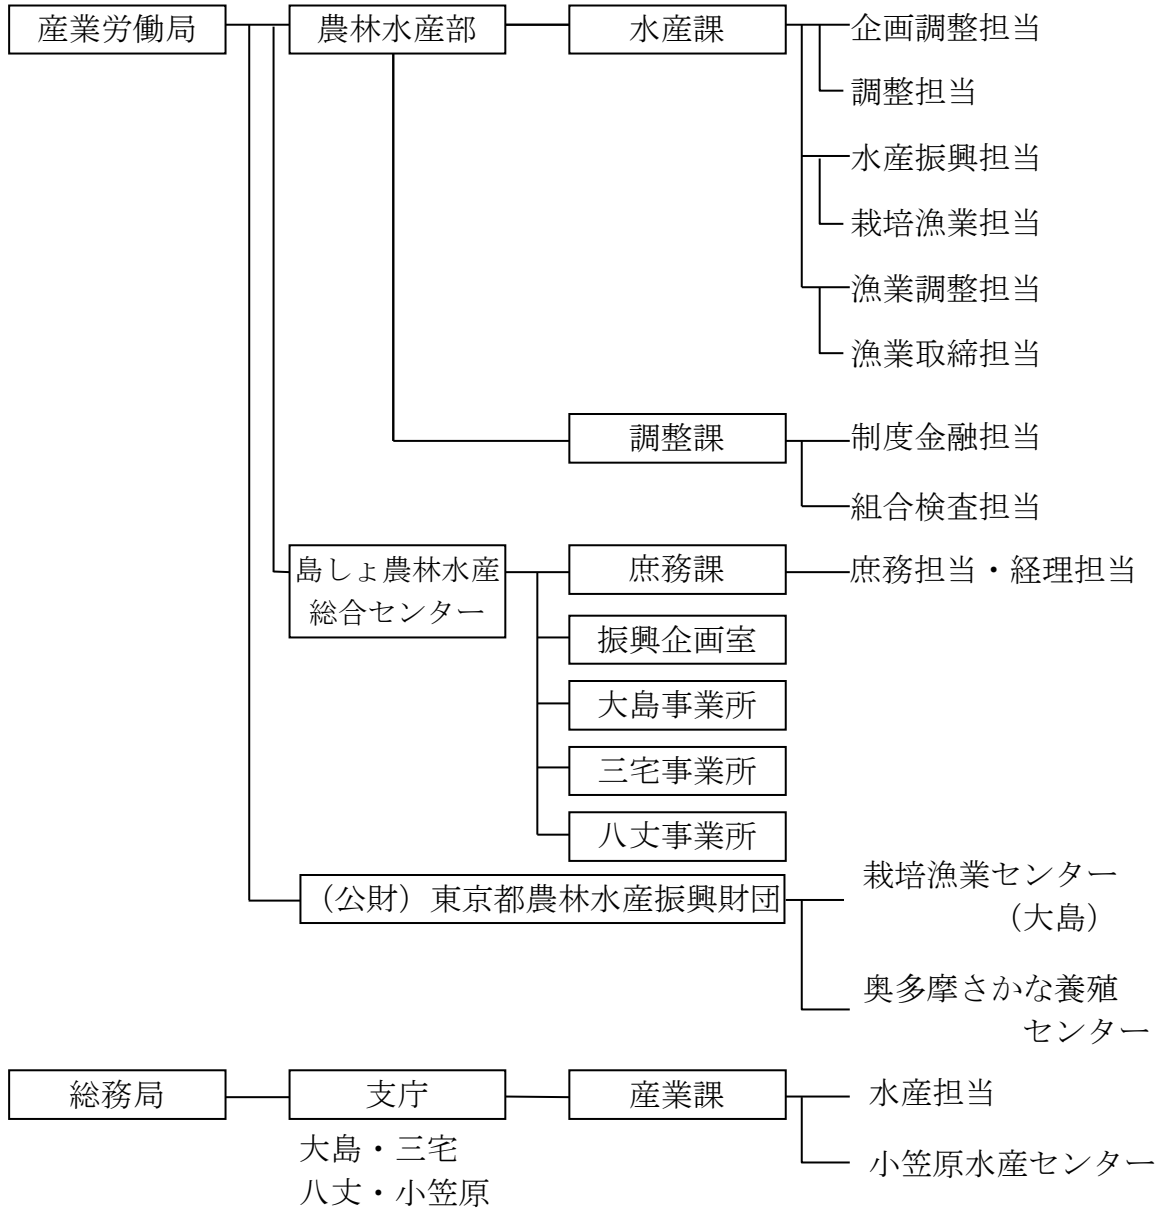 産業労働局
農林水産部
水産課
企画調整担当
調整担当
水産振興担当
栽培漁業担当
漁業調整担当
漁業取締担当
調整課
制度金融担当
組合検査担当
島しょ農林水産
総合センター
庶務課
庶務担当・経理担当
振興企画室
大島事業所
三宅事業所
八丈事業所
（公財）東京都農林水産振興財団
栽培漁業センター
（大島）
奥多摩さかな養殖
センター
総務局
支庁
大島・三宅
八丈・小笠原
産業課
水産担当
小笠原水産センター